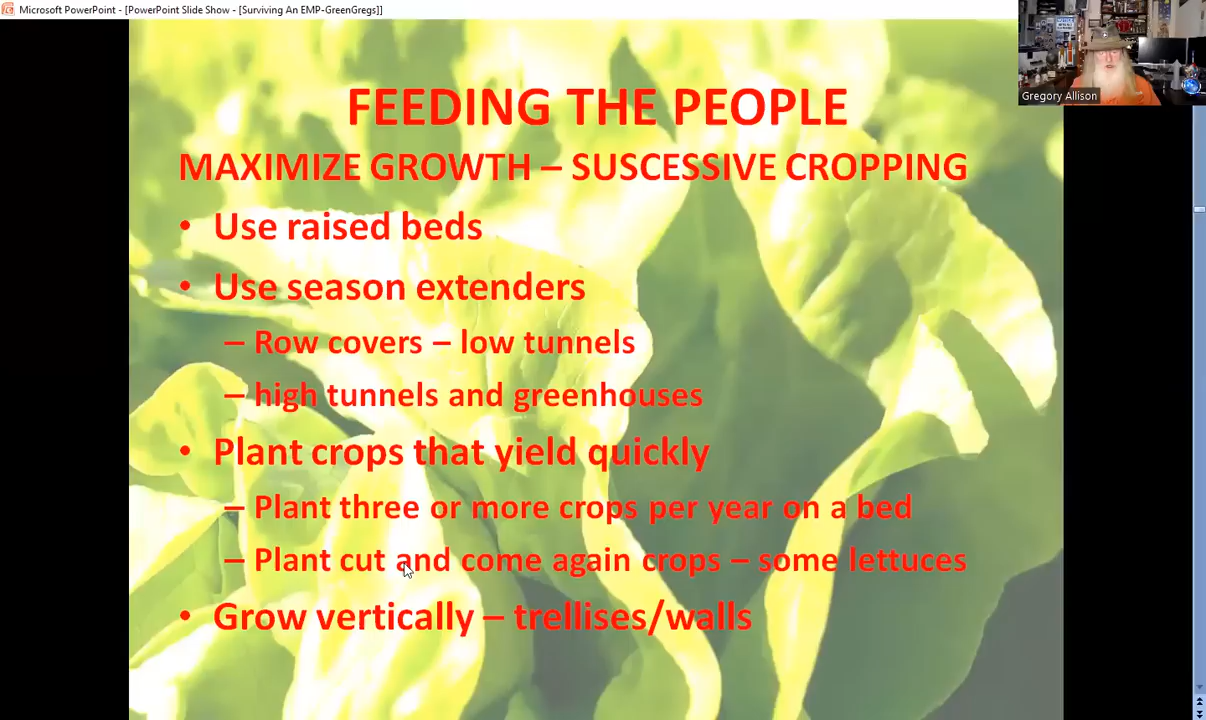 Microsoft PowerPoint - [PowerPoint Slide Show - [Surviving An EMP-GreenGregs]]
Gregory Allison
FEEDING THE PEOPLE
MAXIMIZE GROWTH – SUSCESSIVE CROPPING
• Use raised beds
• Use season extenders
– Row covers – low tunnels
– high tunnels and greenhouses
• Plant crops that yield quickly
– Plant three or more crops per year on a bed
– Plant cut and come again crops – some lettuces
• Grow vertically – trellises/walls